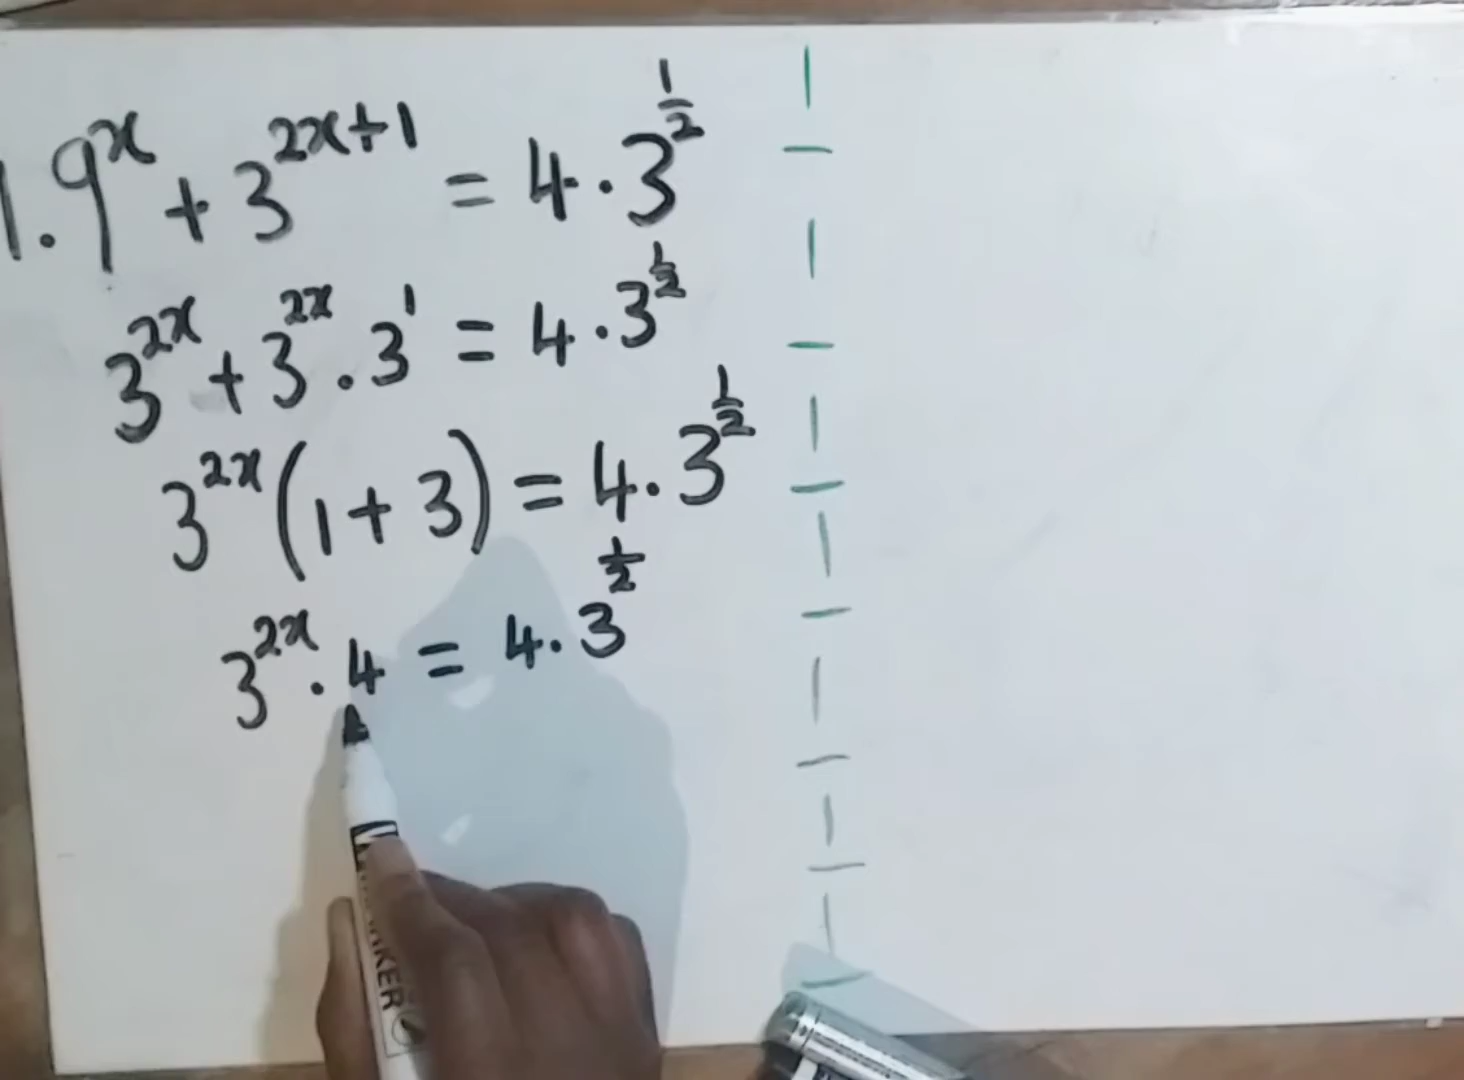 1. 9^x + 3^{2x+1} = 4 · 3^{1/2}
3^{2x} + 3^{2x} · 3^1 = 4 · 3^{1/2}
3^{2x} (1 + 3) = 4 · 3^{1/2}
3^{2x} · 4 = 4 · 3^{1/2}